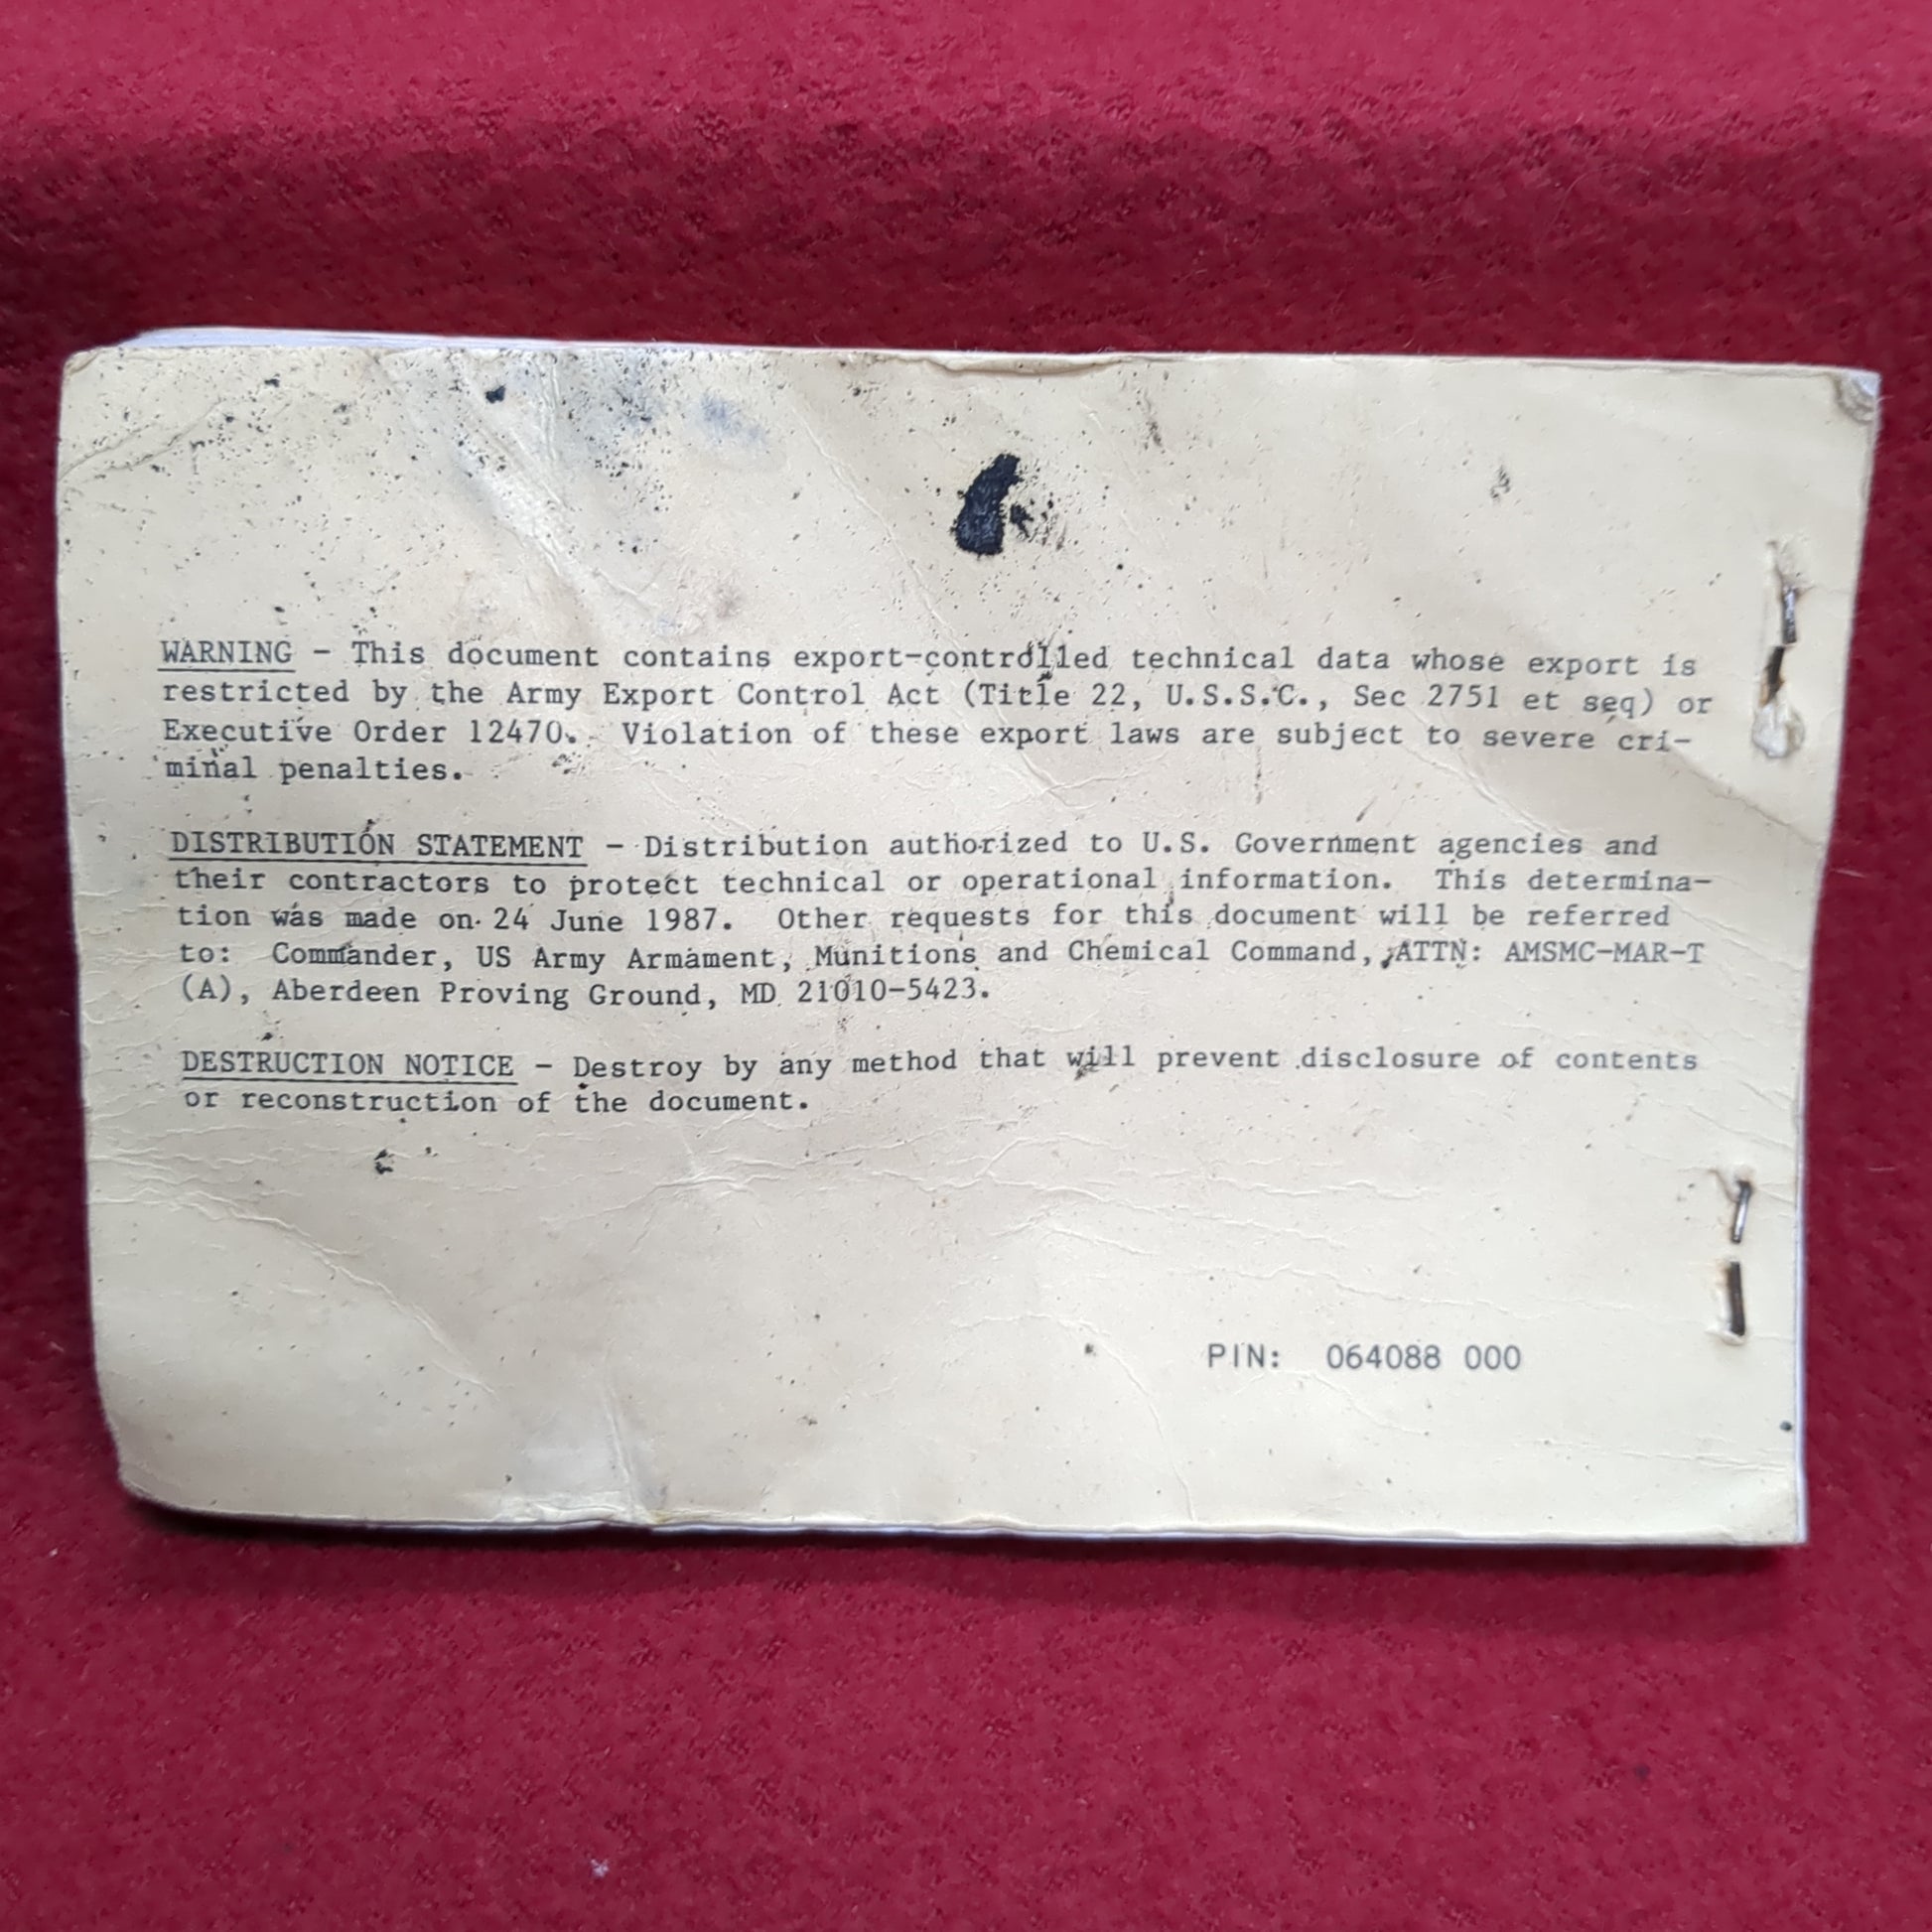 WARNING - This document contains export-controlled technical data whose export is
restricted by the Army Export Control Act (Title 22, U.S.S.C., Sec 2751 et seq) or
Executive Order 12470. Violation of these export laws are subject to severe cri-
minal penalties.
DISTRIBUTION STATEMENT - Distribution authorized to U.S. Government agencies and
their contractors to protect technical or operational information. This determina-
tion was made on 24 June 1987. Other requests for this document will be referred
to: Commander, US Army Armament, Munitions and Chemical Command, ATTN: AMSMC-MAR-T
(A), Aberdeen Proving Ground, MD 21010-5423.
DESTRUCTION NOTICE - Destroy by any method that will prevent disclosure of contents
or reconstruction of the document.
PIN: 064088 000